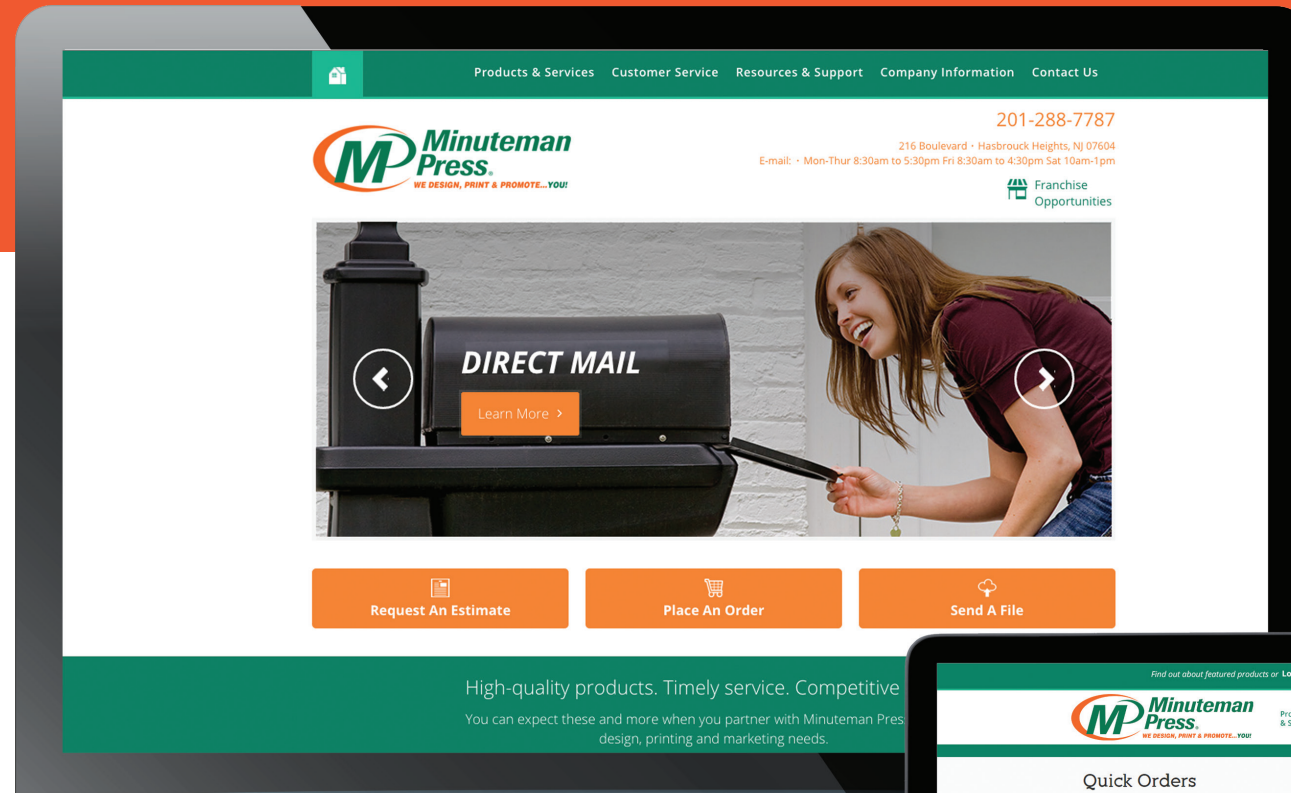 Products & Services Customer Service Resources & Support Company Information Contact Us
201-288-7787
216 Boulevard • Hasbrouck Heights, NJ 07604
E-mail: • Mon-Thur 8:30am to 5:30pm Fri 8:30am to 4:30pm Sat 10am-1pm
MP Minuteman
Press®
WE DESIGN, PRINT & PROMOTE...YOU!
Franchise
Opportunities
DIRECT MAIL
Learn More
Request An Estimate
Place An Order
Send A File
High-quality products. Timely service. Competitive
You can expect these and more when you partner with Minuteman
design, printing and marketing needs.
Find out about featured products or
MP Minuteman
Press®
WE DESIGN, PRINT & PROMOTE...YOU!
Quick Orders